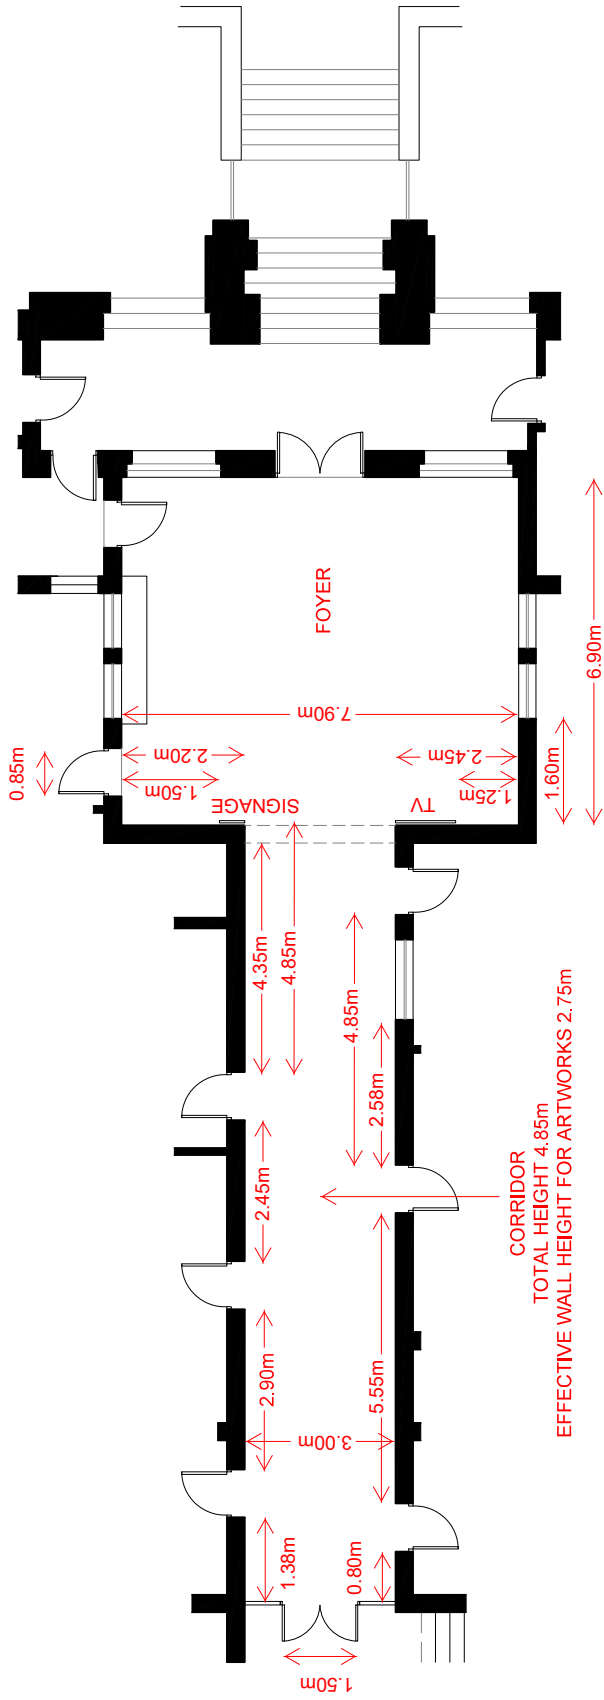 0.85m
FOYER
7.90m
2.20m
1.50m
2.45m
1.25m
6.90m
1.60m
SIGNAGE
TV
4.35m
4.85m
4.85m
2.58m
2.45m
CORRIDOR
TOTAL HEIGHT 4.85m
EFFECTIVE WALL HEIGHT FOR ARTWORKS 2.75m
2.90m
5.55m
3.00m
1.38m
0.80m
1.50m